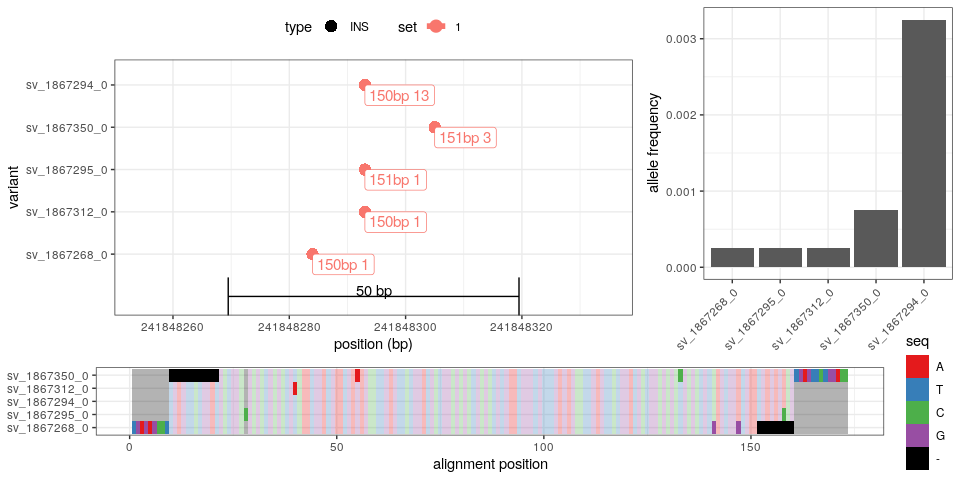 type INS set 1
variant
sv_1867294_0
sv_1867350_0
sv_1867295_0
sv_1867312_0
sv_1867268_0
150bp 13
151bp 3
151bp 1
150bp 1
150bp 1
50 bp
241848260 241848280 241848300 241848320
position (bp)
allele frequency
0.003
0.002
0.001
0.000
sv_1867268_0 sv_1867295_0 sv_1867312_0 sv_1867350_0 sv_1867294_0
sv_1867350_0
sv_1867312_0
sv_1867294_0
sv_1867295_0
sv_1867268_0
0 50 100 150
alignment position
seq
A
T
C
G
-